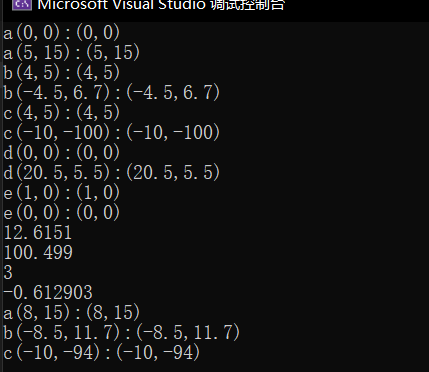 Microsoft Visual Studio 调试控制台
a(0,0):(0,0)
a(5,15):(5,15)
b(4,5):(4,5)
b(-4.5,6.7):(-4.5,6.7)
c(4,5):(4,5)
c(-10,-100):(-10,-100)
d(0,0):(0,0)
d(20.5,5.5):(20.5,5.5)
e(1,0):(1,0)
e(0,0):(0,0)
12.6151
100.499
3
-0.612903
a(8,15):(8,15)
b(-8.5,11.7):(-8.5,11.7)
c(-10,-94):(-10,-94)